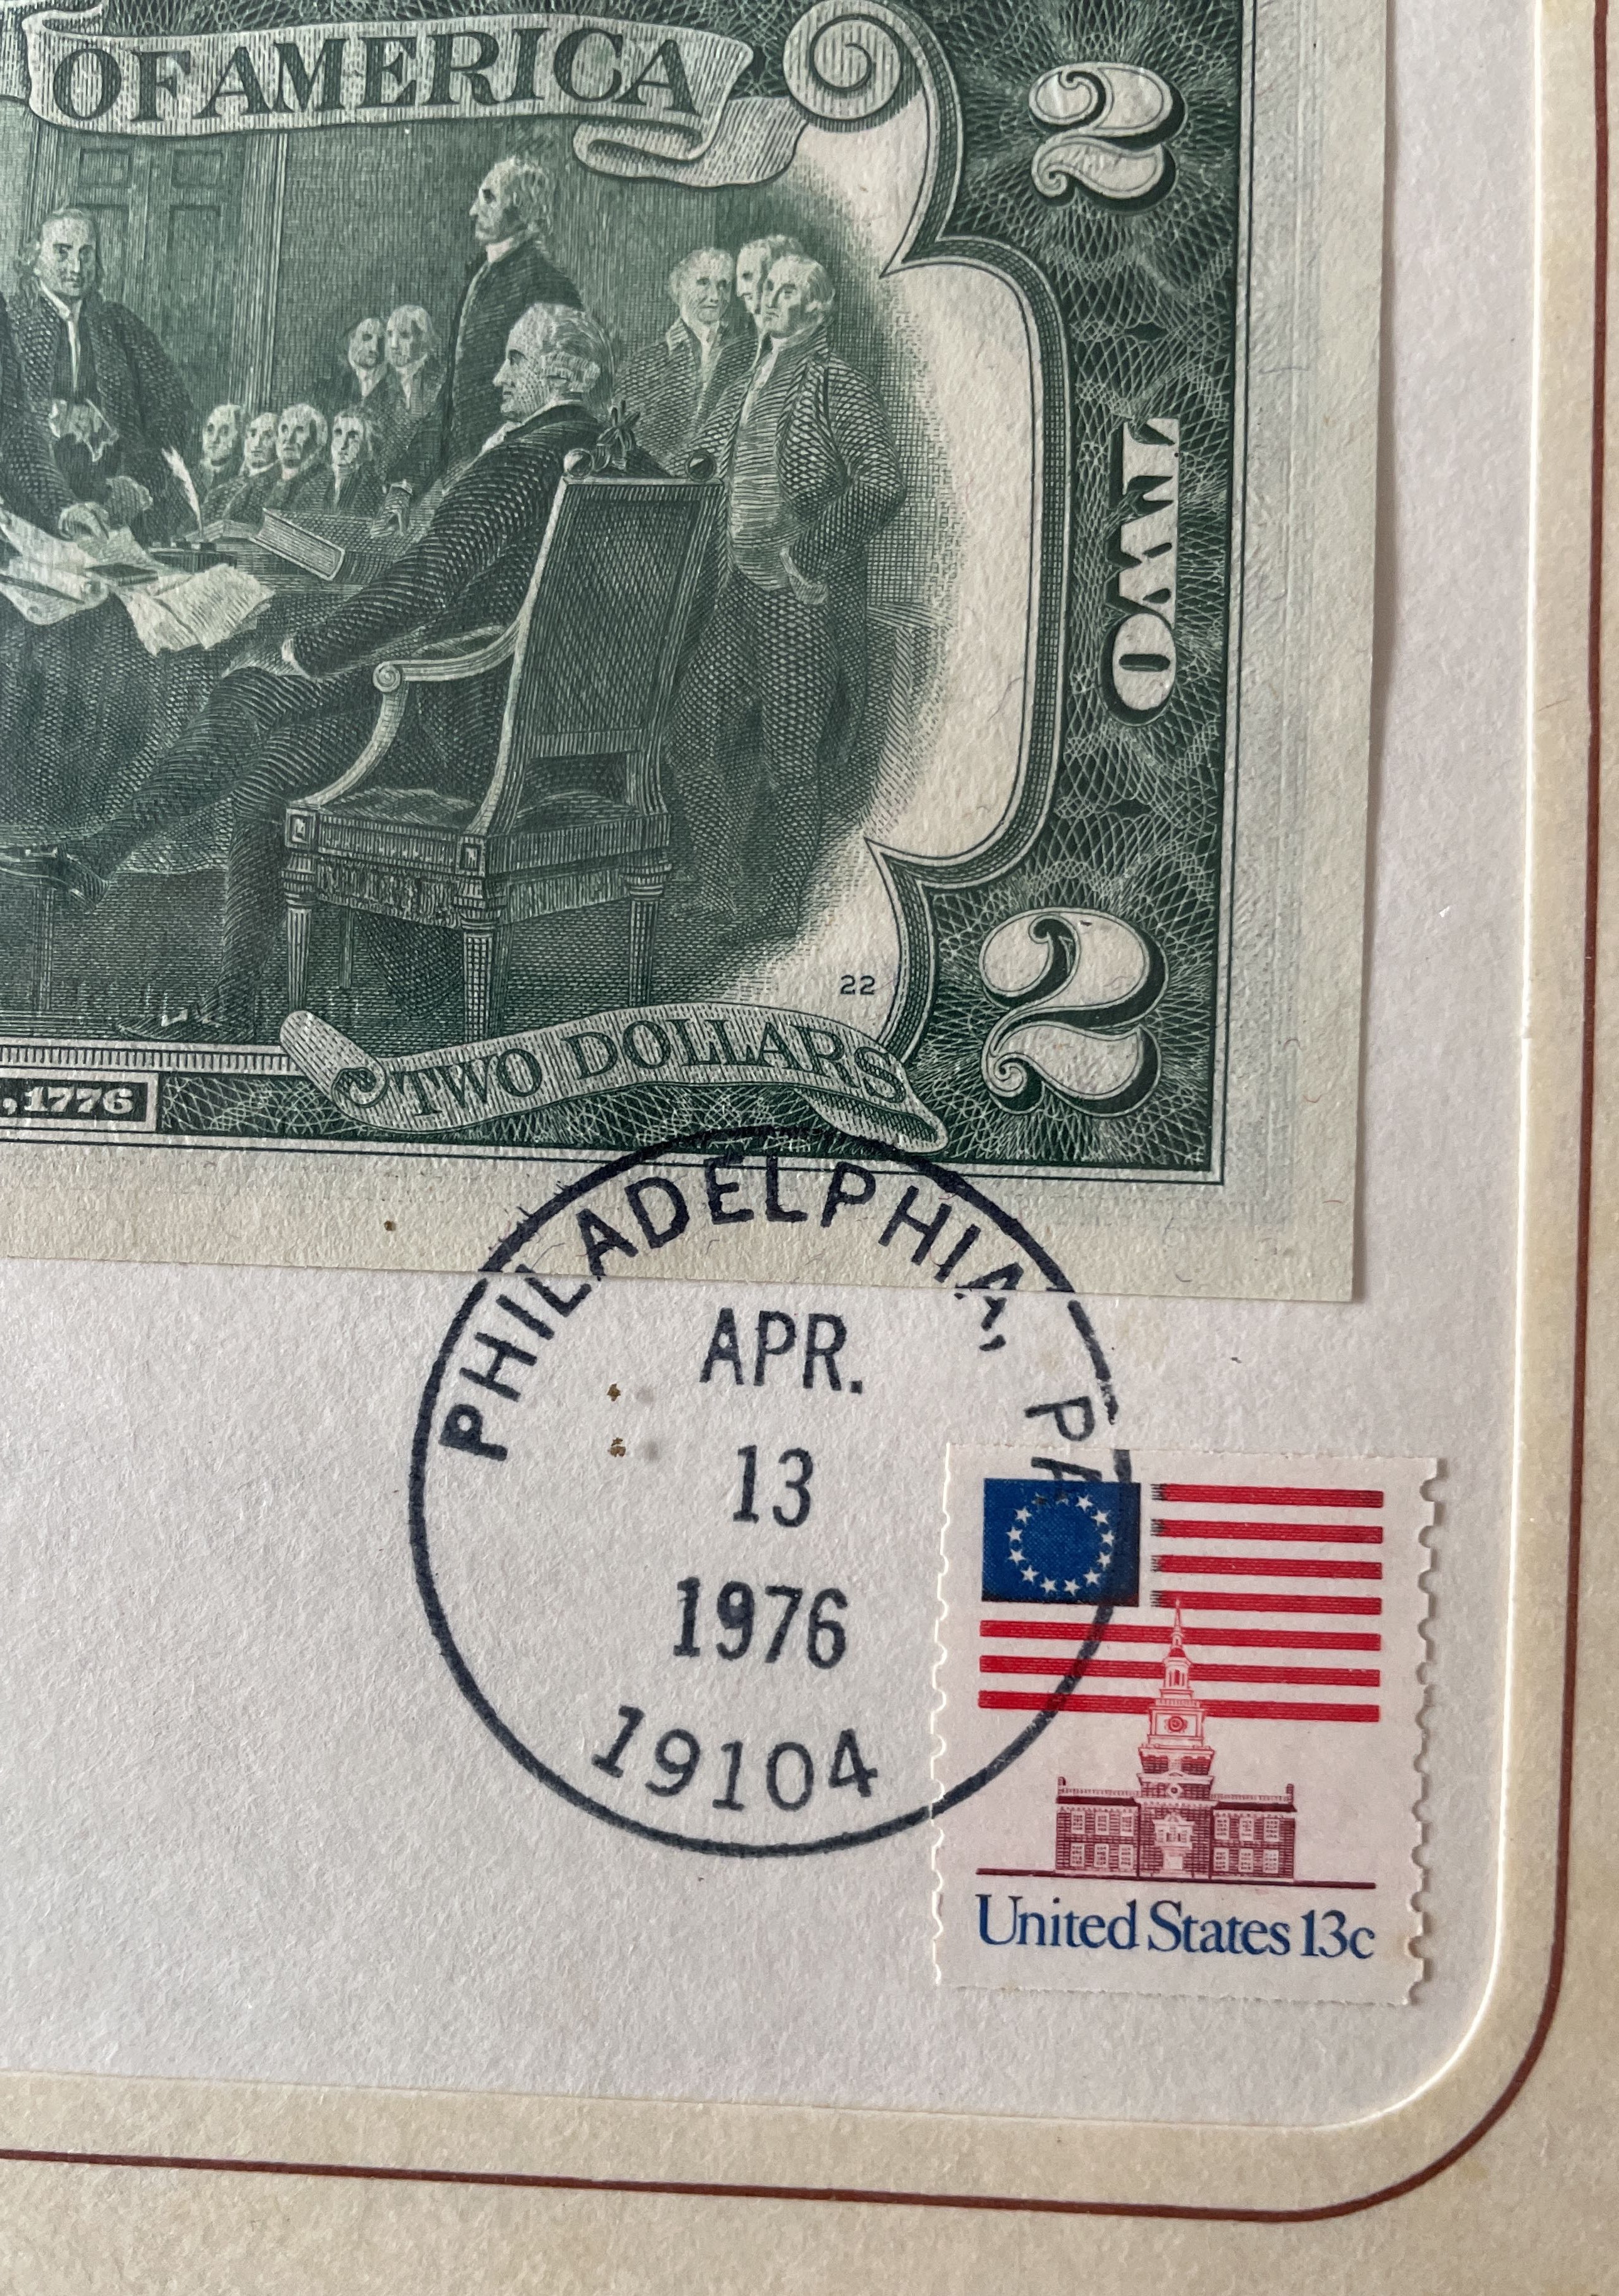 OF AMERICA
2
TWO
22
2
TWO DOLLARS
, 1776
PHILADELPHIA, PA
APR.
13
1976
19104
United States 13c